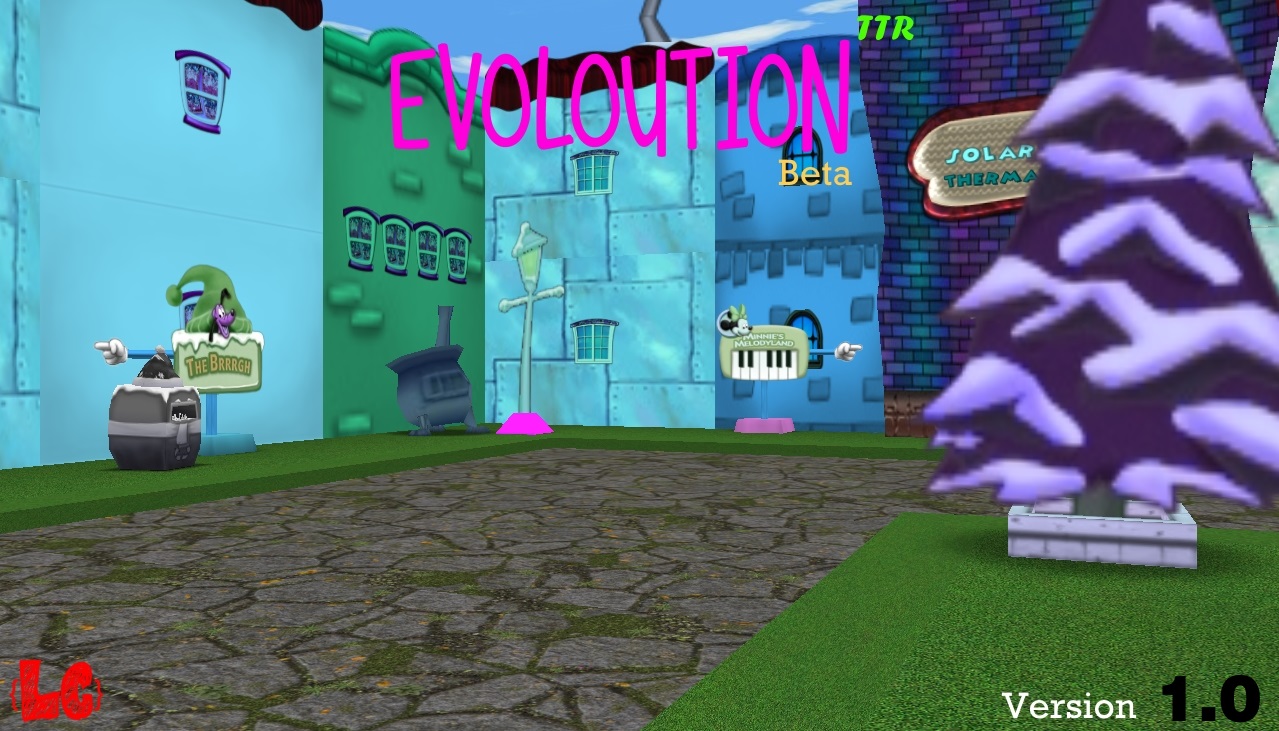 TTR
EVOLOUTION
Beta
SOLAR
THERMA
THE BRRRGH
MINNIE'S
MELODYLAND
LC
Version 1.0